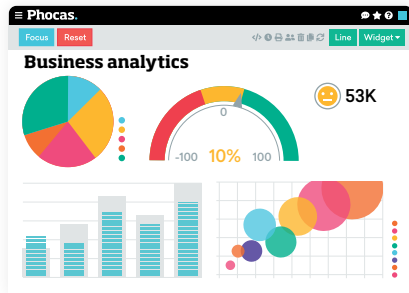 Phocas.
Focus Reset Line Widget
Business analytics
0
-100 10% 100
53K